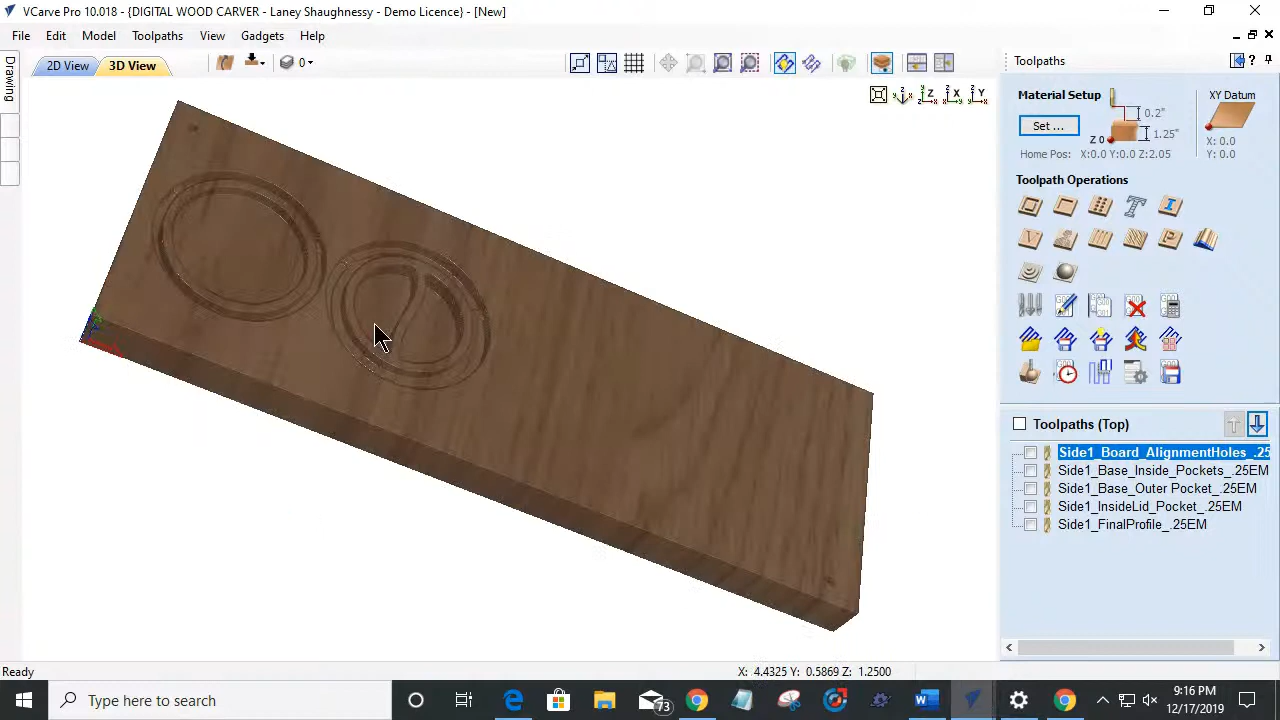 VCarve Pro 10.018 - {DIGITAL WOOD CARVER - Laney Shaughnessy - Demo Licence} - [New]
File Edit Model Toolpaths View Gadgets Help
Drawing
2D View 3D View
0
Z X Y
Toolpaths
Material Setup
XY Datum
Set ...
0.2"
Z 0
1.25"
X: 0.0
Y: 0.0
Home Pos: X:0.0 Y:0.0 Z:2.05
Toolpath Operations
Toolpaths (Top)
Side1_Board_AlignmentHoles_.25
Side1_Base_Inside_Pockets_.25EM
Side1_Base_Outer Pocket_.25EM
Side1_InsideLid_Pocket_.25EM
Side1_FinalProfile_.25EM
Ready
X: 4.4325 Y: 0.5869 Z: 1.2500
Type here to search
73
9:16 PM
12/17/2019